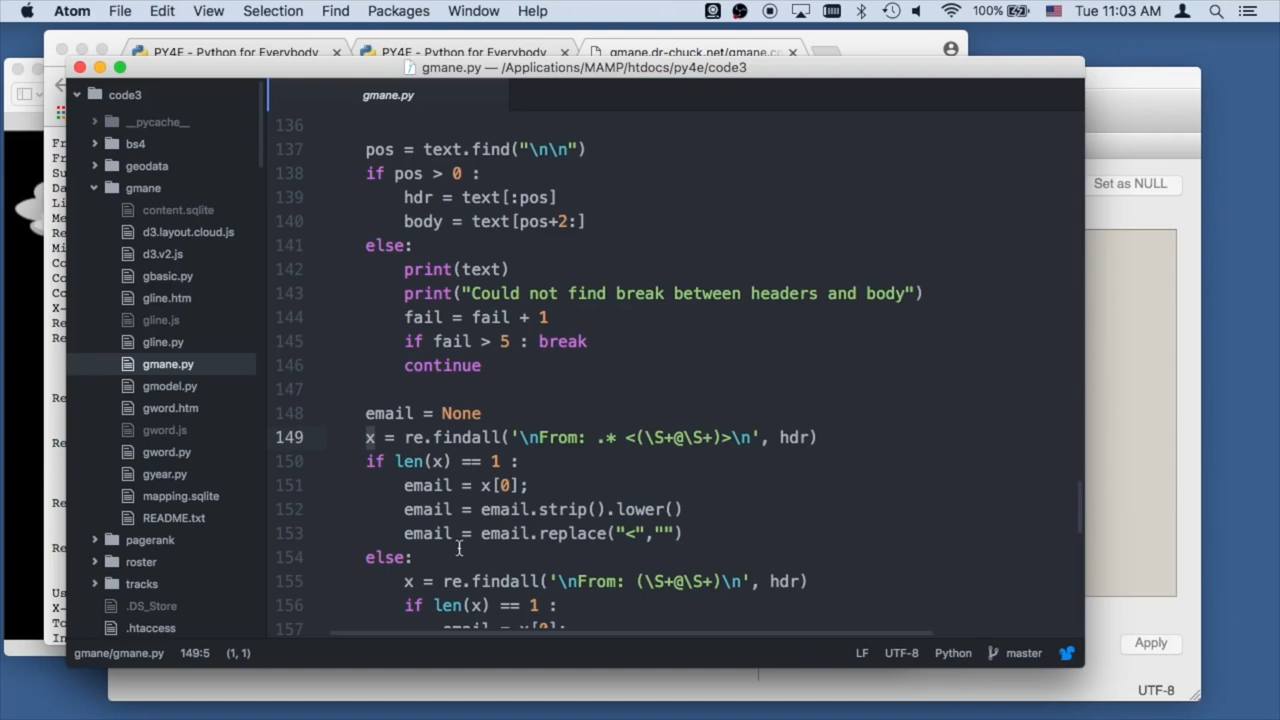 Atom File Edit View Selection Find Packages Window Help 100% Tue 11:03 AM
PY4E - Python for Everybody PY4E - Python for Everybody gmane.dr-chuck.net/gmane.co
gmane.py — /Applications/MAMP/htdocs/py4e/code3
code3
__pycache__
bs4
geodata
gmane
content.sqlite
d3.layout.cloud.js
d3.v2.js
gbasic.py
gline.htm
gline.js
gline.py
gmane.py
gmodel.py
gword.htm
gword.js
gword.py
gyear.py
mapping.sqlite
README.txt
pagerank
roster
tracks
.DS_Store
.htaccess
gmane.py
136
137 pos = text.find("\n\n")
138 if pos > 0 :
139 hdr = text[:pos]
140 body = text[pos+2:]
141 else:
142 print(text)
143 print("Could not find break between headers and body")
144 fail = fail + 1
145 if fail > 5 : break
146 continue
147
148 email = None
149 x = re.findall('\nFrom: .* <(\S+@\S+)>\n', hdr)
150 if len(x) == 1 :
151 email = x[0];
152 email = email.strip().lower()
153 email = email.replace("<","")
154 else:
155 x = re.findall('\nFrom: (\S+@\S+)\n', hdr)
156 if len(x) == 1 :
157 email = x[0];
gmane/gmane.py 149:5 (1, 1) LF UTF-8 Python master
Set as NULL
Apply
UTF-8